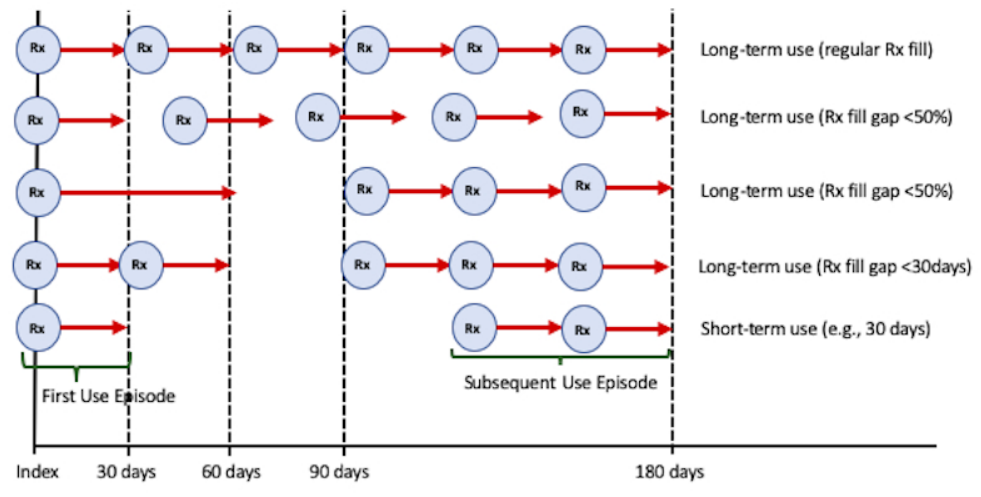 Rx Rx Rx Rx Rx Rx Long-term use (regular Rx fill)
Rx Rx Rx Rx Rx Long-term use (Rx fill gap <50%)
Rx Rx Rx Rx Long-term use (Rx fill gap <50%)
Rx Rx Rx Rx Rx Long-term use (Rx fill gap <30days)
Rx Rx Rx Short-term use (e.g., 30 days)
First Use Episode
Subsequent Use Episode
Index 30 days 60 days 90 days 180 days